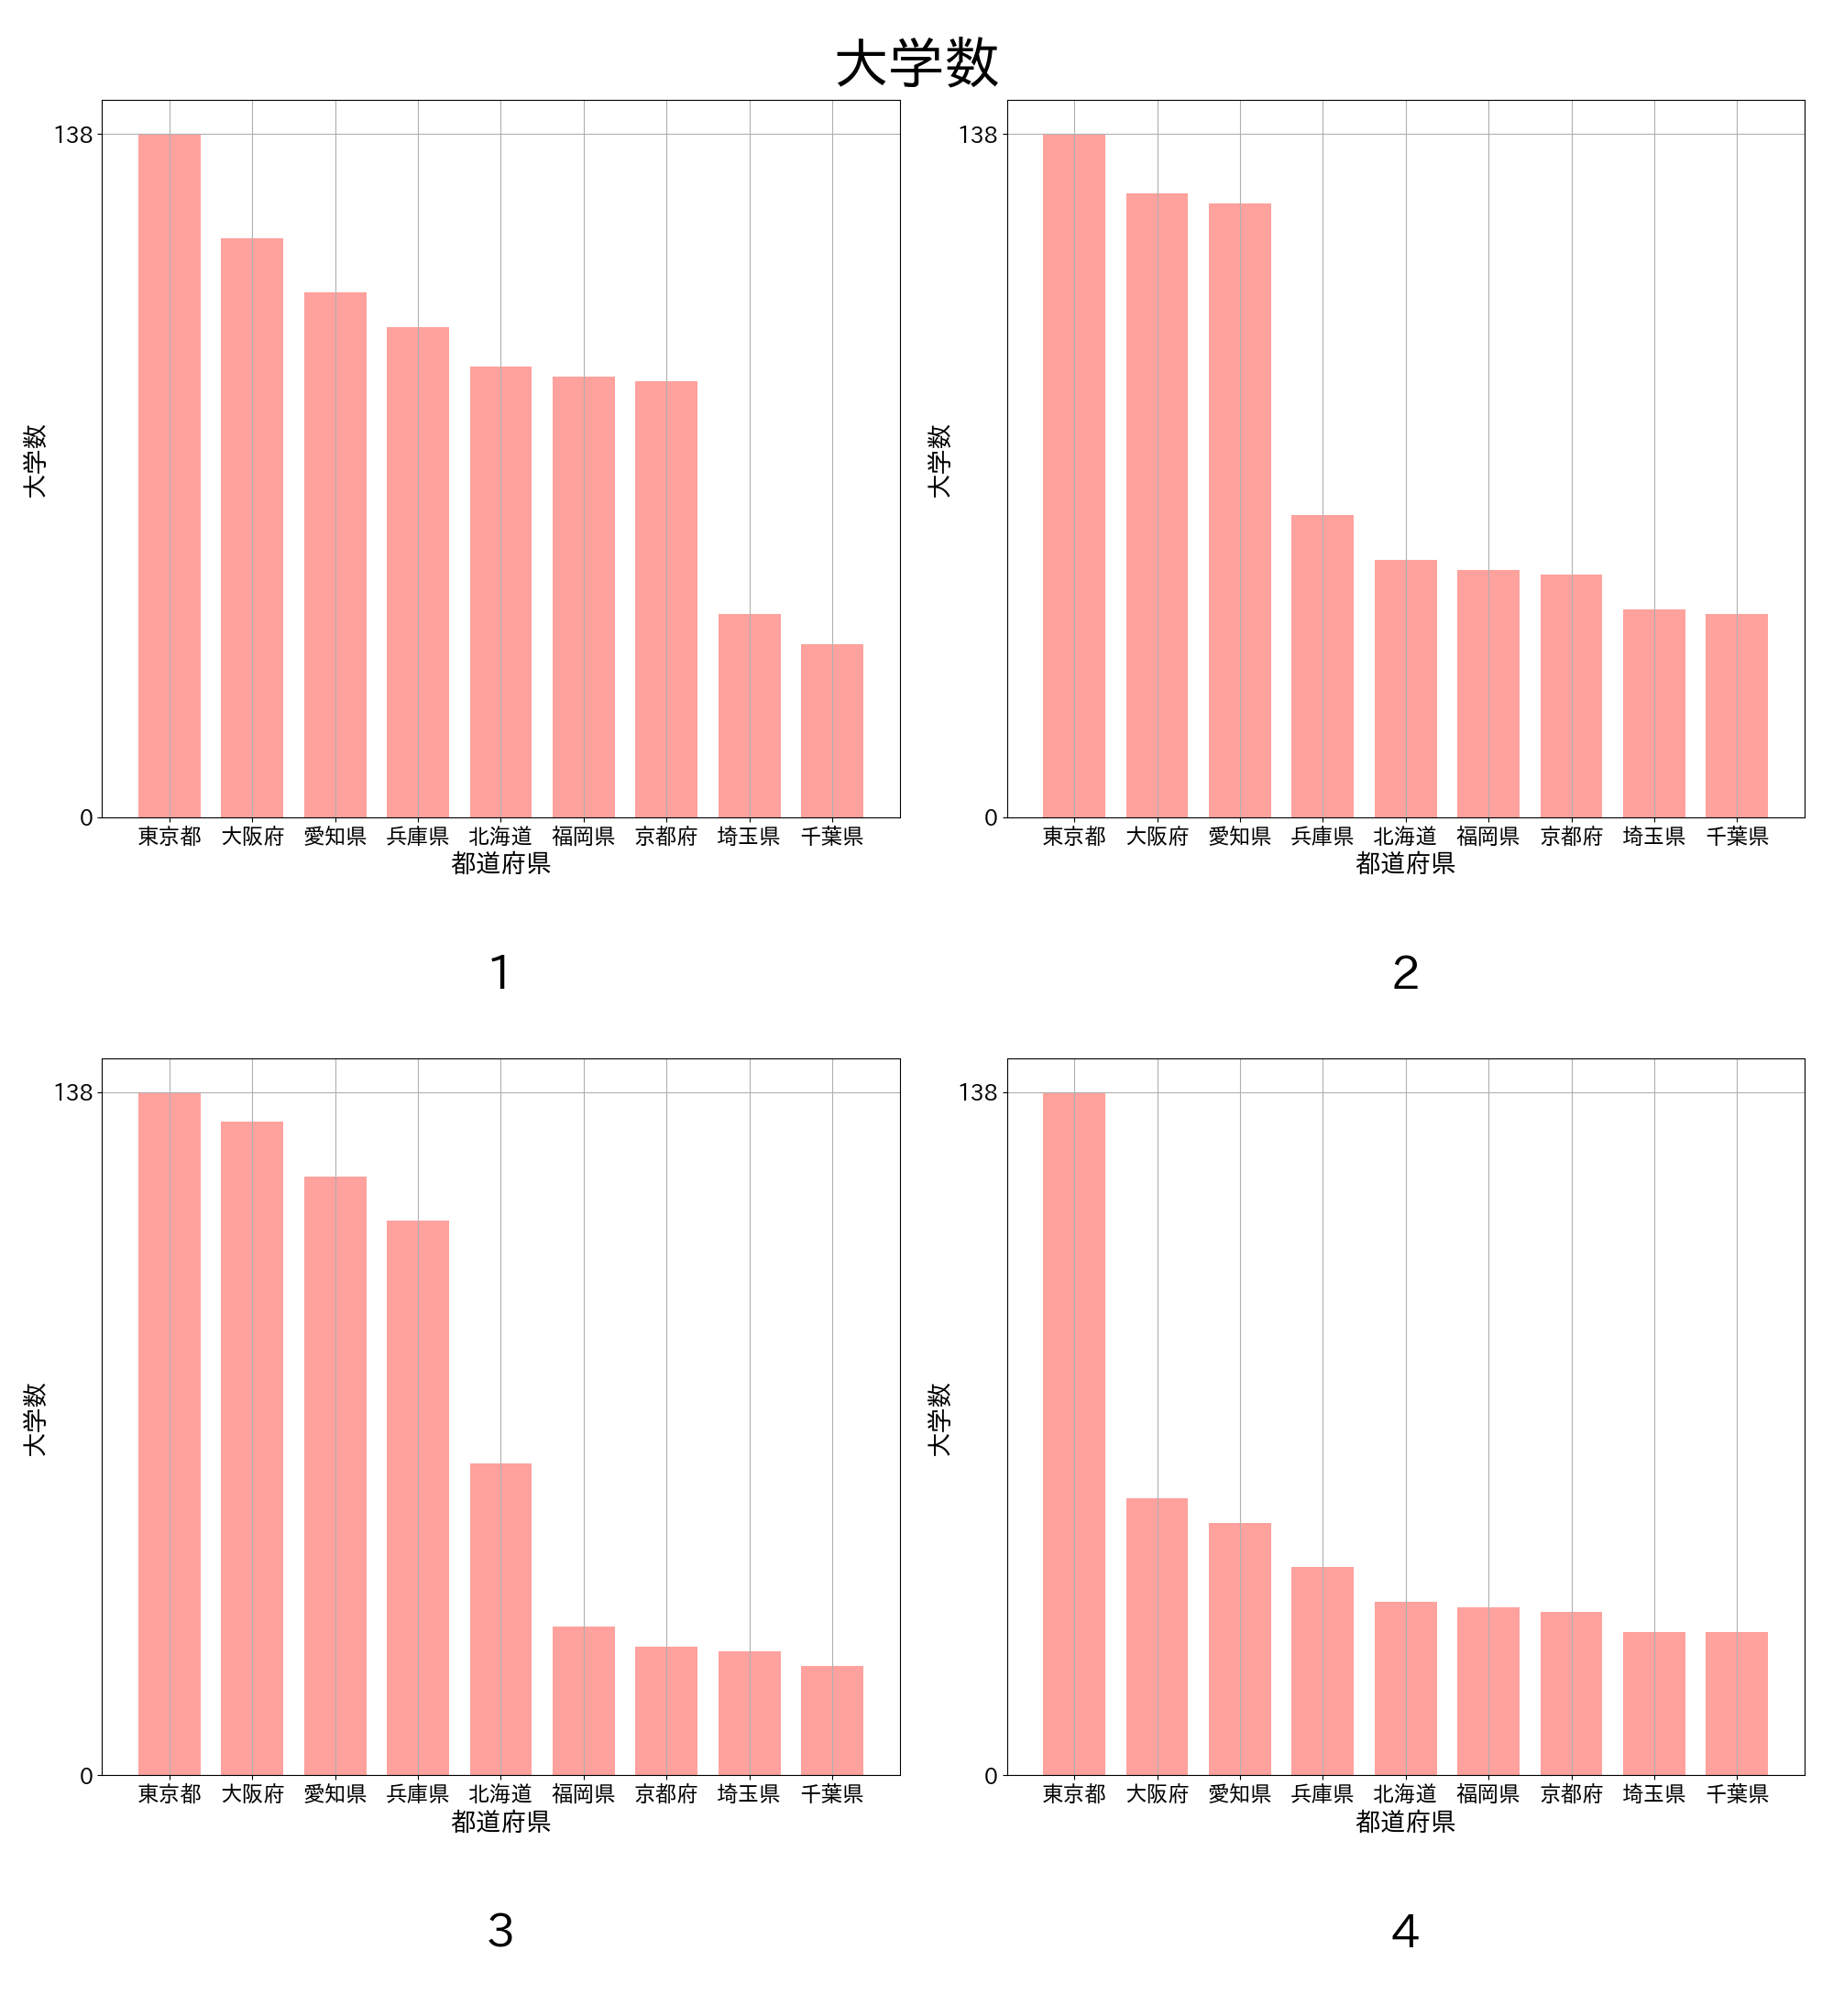 大学数
138
0
大学数
東京都 大阪府 愛知県 兵庫県 北海道 福岡県 京都府 埼玉県 千葉県
都道府県
1
138
0
大学数
東京都 大阪府 愛知県 兵庫県 北海道 福岡県 京都府 埼玉県 千葉県
都道府県
2
138
0
大学数
東京都 大阪府 愛知県 兵庫県 北海道 福岡県 京都府 埼玉県 千葉県
都道府県
3
138
0
大学数
東京都 大阪府 愛知県 兵庫県 北海道 福岡県 京都府 埼玉県 千葉県
都道府県
4